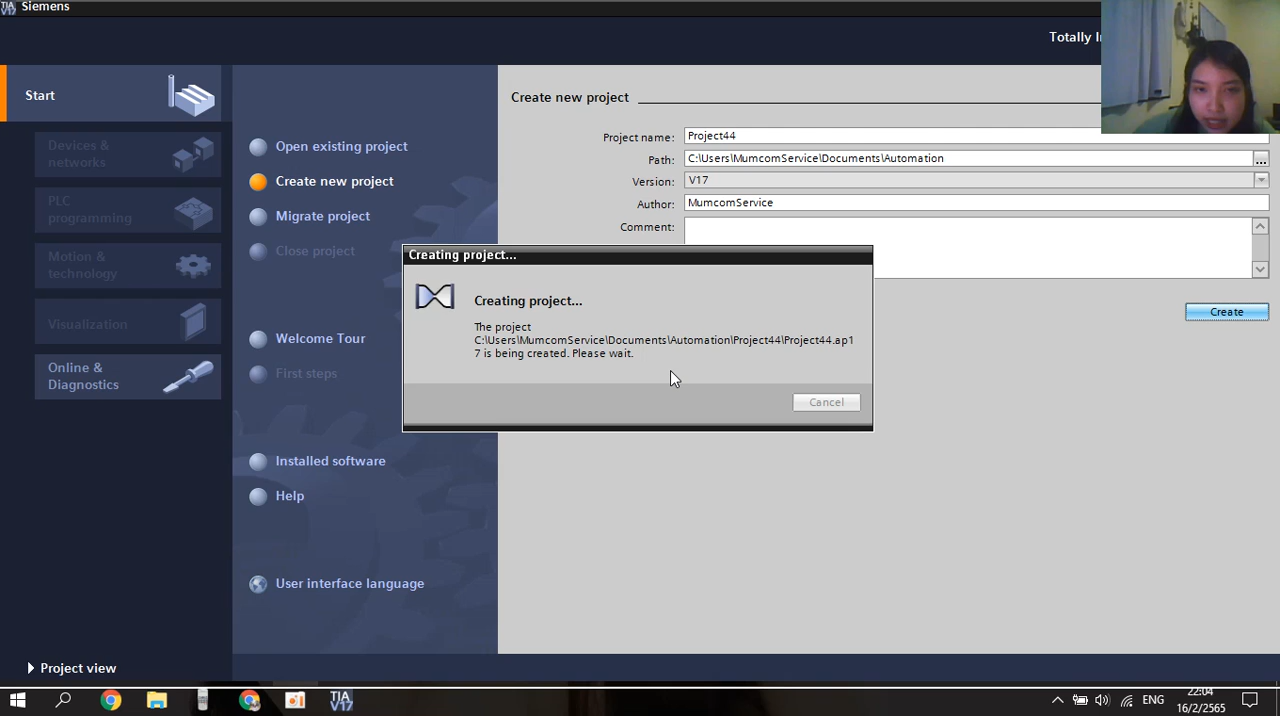 TIA V17 Siemens
Totally I
Start
Devices & networks
PLC programming
Motion & technology
Visualization
Online & Diagnostics
Open existing project
Create new project
Migrate project
Close project
Welcome Tour
First steps
Installed software
Help
User interface language
Create new project
Project name: Project44
Path: C:\Users\MumcomService\Documents\Automation ...
Version: V17
Author: MumcomService
Comment:
Create
Creating project...
Creating project...
The project
C:\Users\MumcomService\Documents\Automation\Project44\Project44.ap1
7 is being created. Please wait.
Cancel
Project view
TIA V17
ENG
22:04
16/2/2565